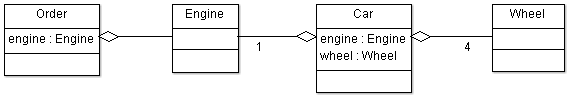 Order
engine : Engine
Engine
1
Car
engine : Engine
wheel : Wheel
4
Wheel